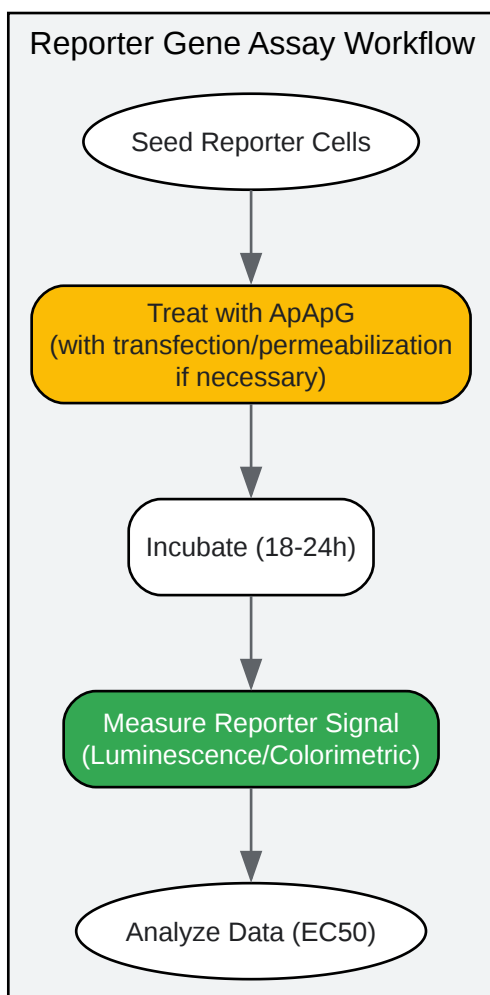 Reporter Gene Assay Workflow
Seed Reporter Cells
Treat with ApApG
(with transfection/permeabilization
if necessary)
Incubate (18-24h)
Measure Reporter Signal
(Luminescence/Colorimetric)
Analyze Data (EC50)